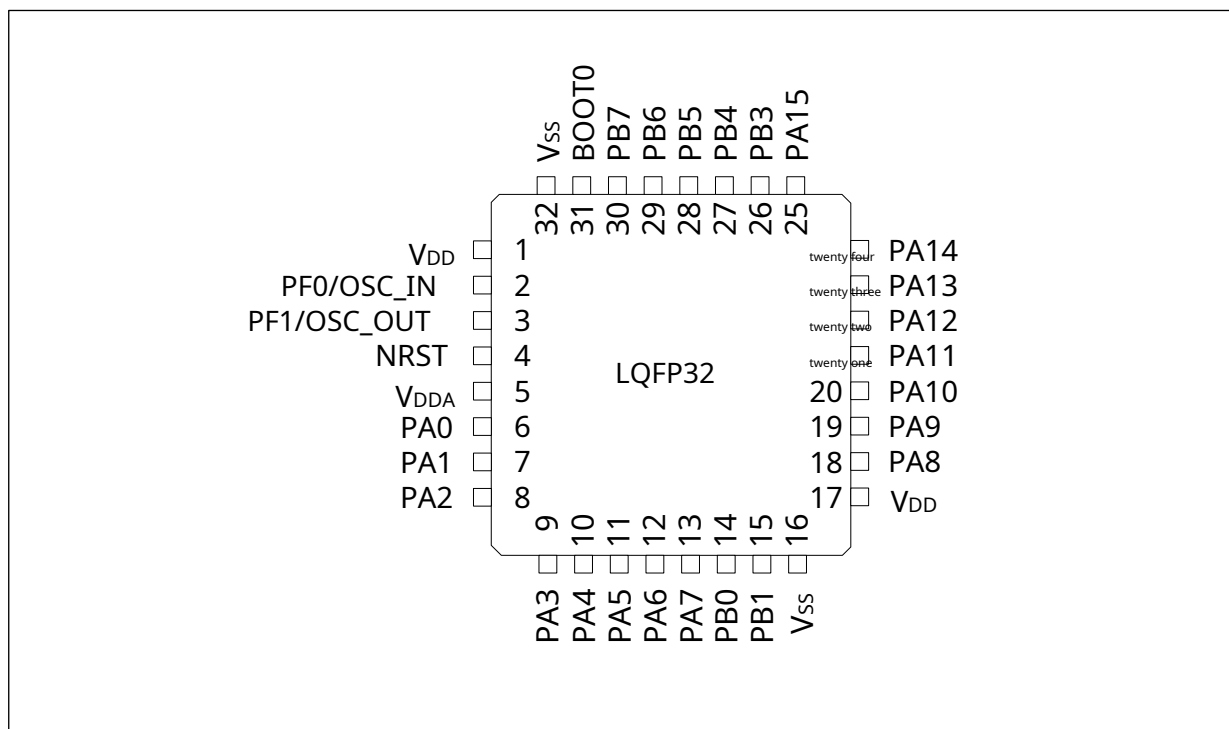 VSS
BOOT0
PB7
PB6
PB5
PB4
PB3
PA15
32
31
30
29
28
27
26
25
VDD 1
PF0/OSC_IN 2
PF1/OSC_OUT 3
NRST 4
VDDA 5
PA0 6
PA1 7
PA2 8
LQFP32
twenty four PA14
twenty three PA13
twenty two PA12
twenty one PA11
20 PA10
19 PA9
18 PA8
17 VDD
9
10
11
12
13
14
15
16
PA3
PA4
PA5
PA6
PA7
PB0
PB1
VSS